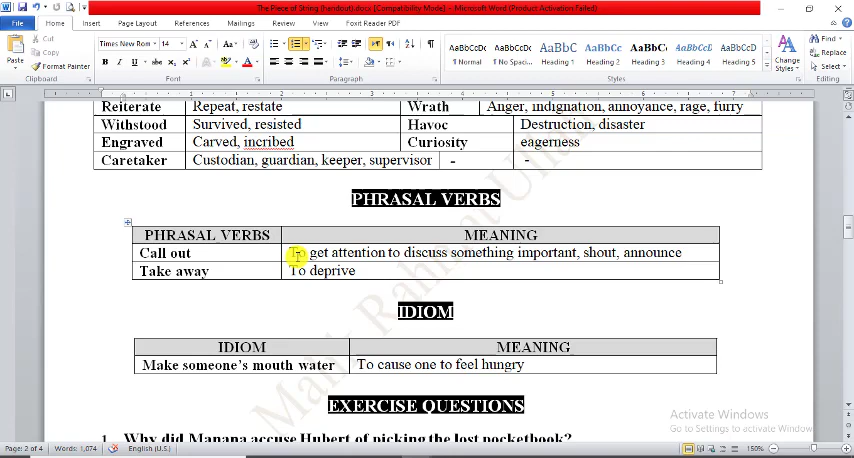 The Piece of String (handout).docx [Compatibility Mode] - Microsoft Word (Product Activation Failed)
File Home Insert Page Layout References Mailings Review View Foxit Reader PDF
Paste
Cut
Copy
Format Painter
Clipboard
Times New Rom 14
Font
Paragraph
AaBbCcDc AaBbCcDc AaBbC AaBbCc AaBbC AaBbCcD AaBbCcD
¶ Normal ¶ No Spaci... Heading 1 Heading 2 Heading 3 Heading 4 Heading 5
Styles
Change Styles
Find
Replace
Select
Editing
Reiterate Repeat, restate Wrath Anger, indignation, annoyance, rage, furry
Withstood Survived, resisted Havoc Destruction, disaster
Engraved Carved, incribed Curiosity eagerness
Caretaker Custodian, guardian, keeper, supervisor - -
PHRASAL VERBS
PHRASAL VERBS MEANING
Call out To get attention to discuss something important, shout, announce
Take away To deprive
IDIOM
IDIOM MEANING
Make someone's mouth water To cause one to feel hungry
EXERCISE QUESTIONS
1. Why did Manana accuse Hubert of picking the lost pocketbook?
Activate Windows
Go to Settings to activate Windows.
Page: 2 of 4 Words: 1,074 English (U.S.) 150%